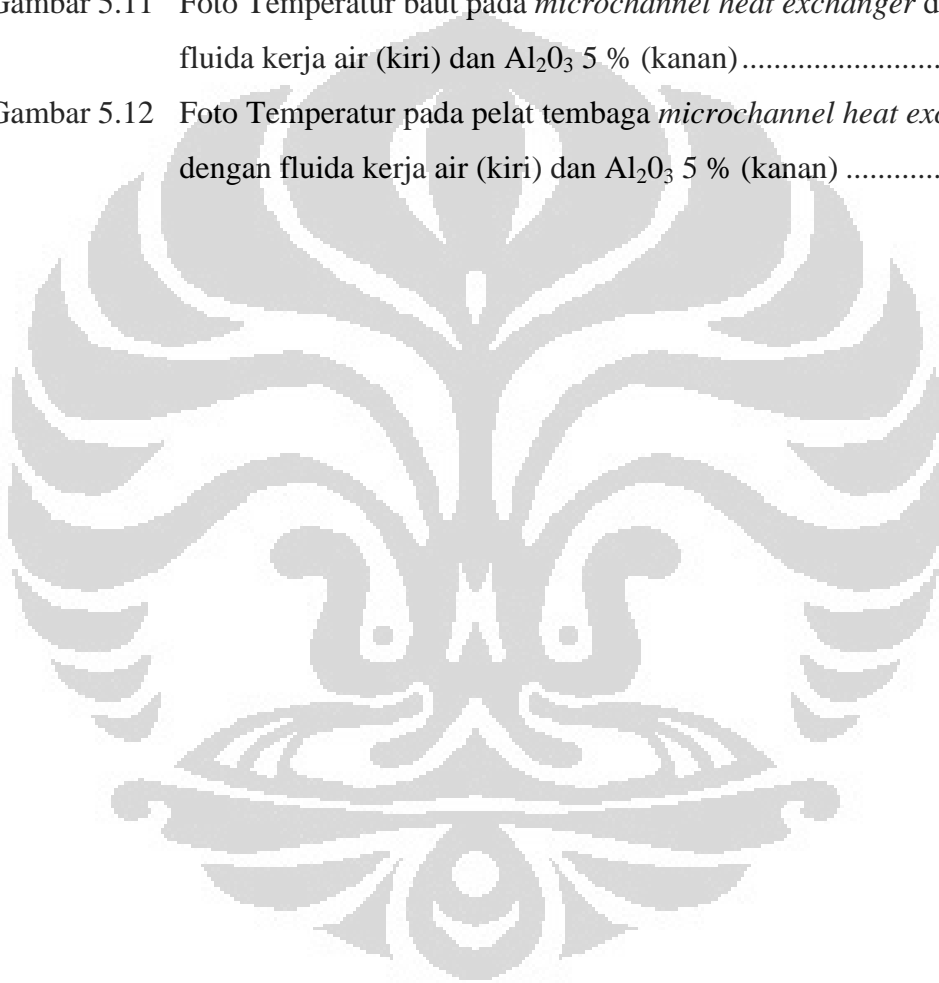 Gambar 5.11 Foto Temperatur baut pada microchannel heat exchanger
fluida kerja air (kiri) dan Al₂0₃ 5 % (kanan)..........................
Gambar 5.12 Foto Temperatur pada pelat tembaga microchannel heat
dengan fluida kerja air (kiri) dan Al₂0₃ 5 % (kanan) ............